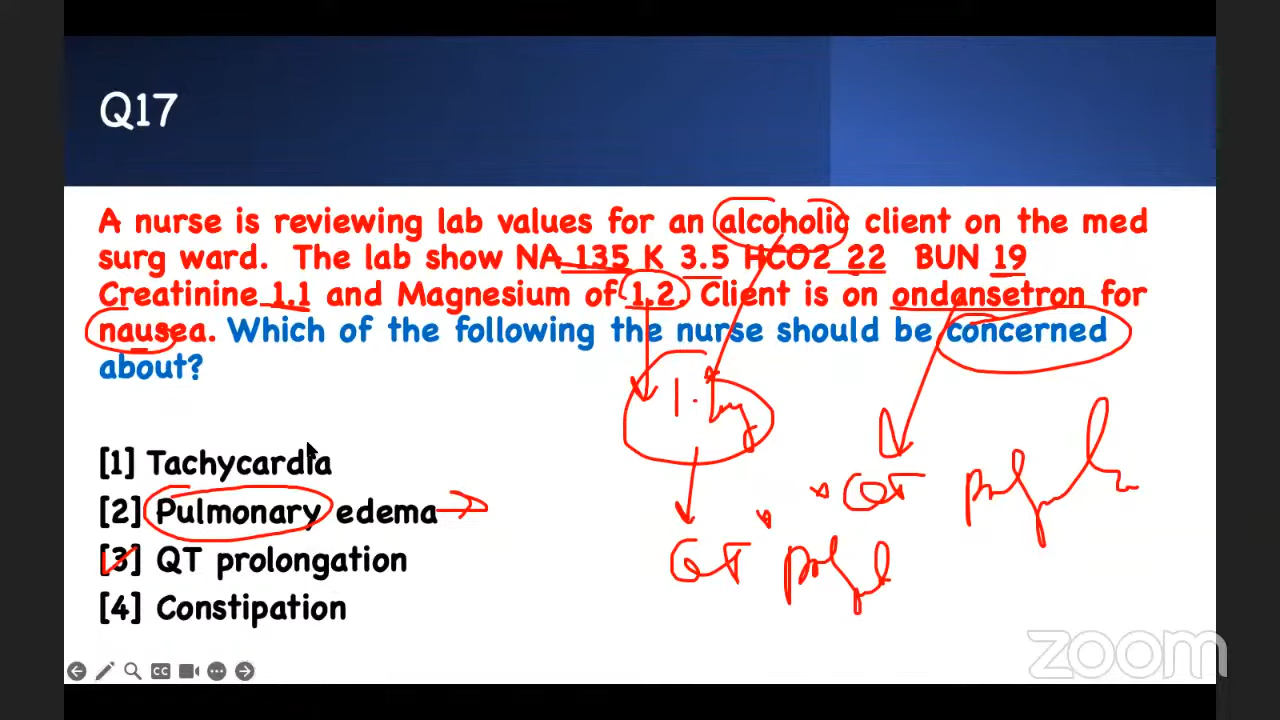 Q17
A nurse is reviewing lab values for an alcoholic client on the med
surg ward. The lab show NA 135 K 3.5 HCO2 22 BUN 19
Creatinine 1.1 and Magnesium of 1.2. Client is on ondansetron for
nausea. Which of the following the nurse should be concerned
about?
[1] Tachycardia
[2] Pulmonary edema
[3] QT prolongation
[4] Constipation
QT
QT
CC
zoom